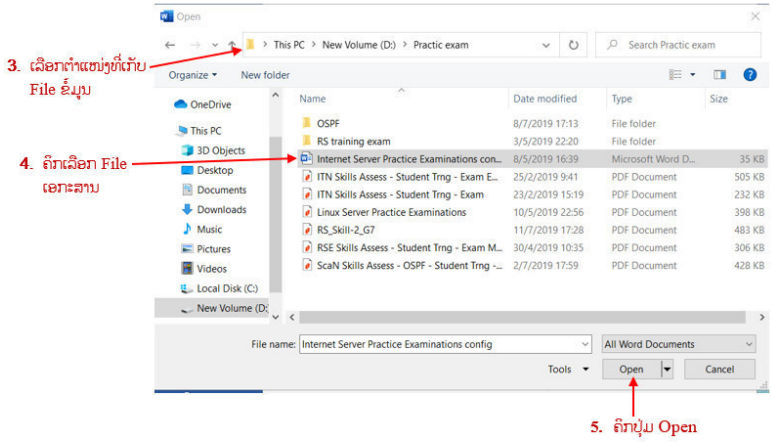 Open
This PC > New Volume (D:) > Practic exam
Search Practic exam
3. ເລືອກຕຳແໜ່ງທີ່ເກັບ
File ຂໍ້ມູນ
Organize
New folder
Name
Date modified
Type
Size
OneDrive
This PC
3D Objects
Desktop
Documents
Downloads
Music
Pictures
Videos
Local Disk (C:)
New Volume (D:
OSPF 8/7/2019 17:13 File folder
RS training exam 3/5/2019 22:20 File folder
4. ຄິກເລືອກ File
ເອກະສານ
Internet Server Practice Examinations con... 8/5/2019 16:39 Microsoft Word D... 35 KB
ITN Skills Assess - Student Trng - Exam E... 25/2/2019 9:41 PDF Document 505 KB
ITN Skills Assess - Student Trng - Exam 23/2/2019 15:19 PDF Document 232 KB
Linux Server Practice Examinations 10/5/2019 22:56 PDF Document 398 KB
RS_Skill-2_G7 11/7/2019 17:28 PDF Document 483 KB
RSE Skills Assess - Student Trng - Exam M... 30/4/2019 10:35 PDF Document 306 KB
ScaN Skills Assess - OSPF - Student Trng -... 2/7/2019 17:59 PDF Document 428 KB
File name: Internet Server Practice Examinations config
All Word Documents
Tools
Open
Cancel
5. ຄິກປຸ່ມ Open